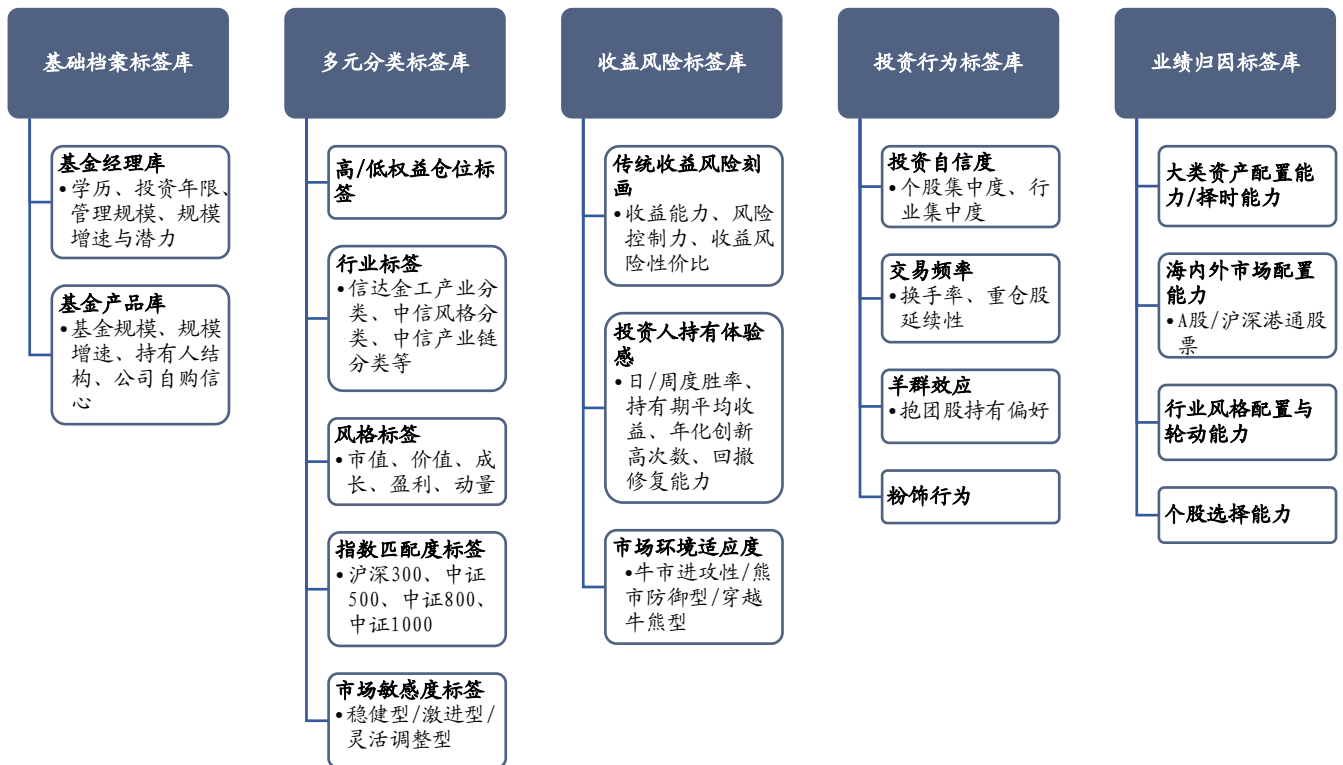 基础档案标签库
基金经理库
•学历、投资年限、
管理规模、规模
增速与潜力
基金产品库
•基金规模、规模
增速、持有人结
构、公司自购信
心
多元分类标签库
高/低权益仓位标
签
行业标签
•信达金工产业分
类、中信风格分
类、中信产业链
分类等
风格标签
•市值、价值、成
长、盈利、动量
指数匹配度标签
•沪深300、中证
500、中证800、
中证1000
市场敏感度标签
•稳健型/激进型/
灵活调整型
收益风险标签库
传统收益风险刻
画
•收益能力、风险
控制力、收益风
险性价比
投资人持有体验
感
•日/周度胜率、
持有期平均收
益、年化创新
高次数、回撤
修复能力
市场环境适应度
•牛市进攻性/熊
市防御型/穿越
牛熊型
投资行为标签库
投资自信度
•个股集中度、行
业集中度
交易频率
•换手率、重仓股
延续性
羊群效应
•抱团股持有偏好
粉饰行为
业绩归因标签库
大类资产配置能
力/择时能力
海内外市场配置
能力
•A股/沪深港通股
票
行业风格配置与
轮动能力
个股选择能力